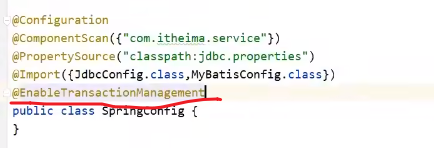 @Configuration
@ComponentScan({"com.itheima.service"})
@PropertySource("classpath:jdbc.properties")
@Import({JdbcConfig.class,MyBatisConfig.class})
@EnableTransactionManagement
public class SpringConfig {
}